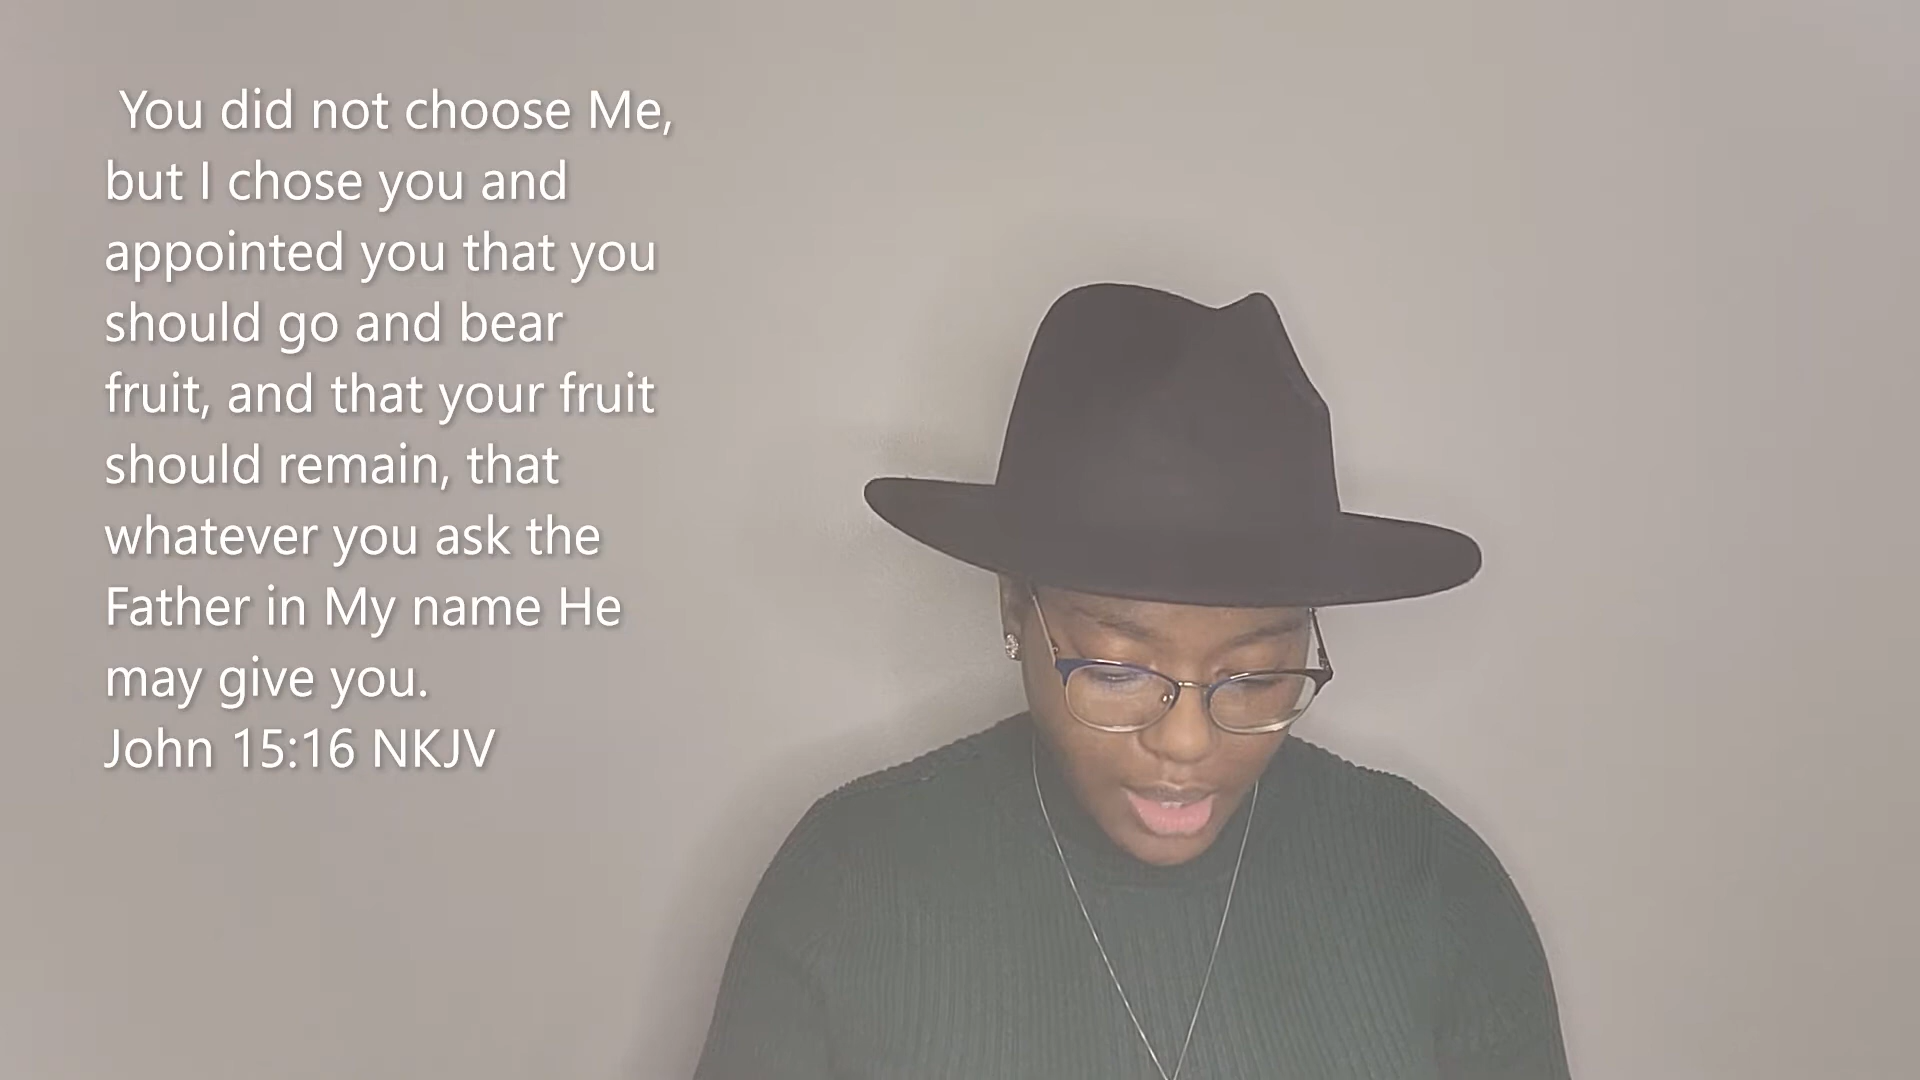 You did not choose Me,
but I chose you and
appointed you that you
should go and bear
fruit, and that your fruit
should remain, that
whatever you ask the
Father in My name He
may give you.
John 15:16 NKJV